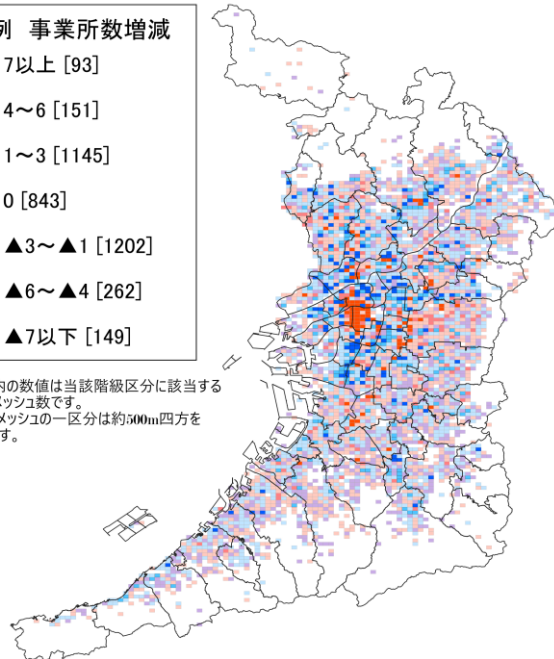 列 事業所数増減
7以上 [93]
4～6 [151]
1～3 [1145]
0 [843]
▲3～▲1 [1202]
▲6～▲4 [262]
▲7以下 [149]
内の数値は当該階級区分に該当する
メッシュ数です。
メッシュの一区分は約500m四方を
す。